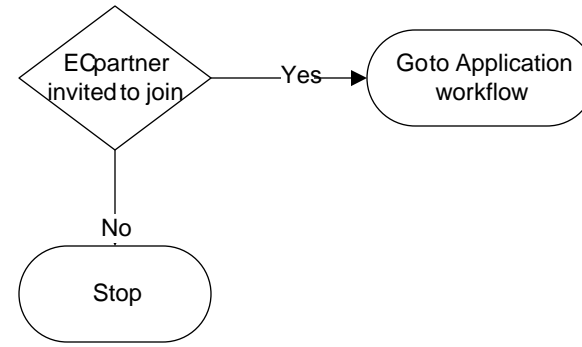 EC partner
invited to join
Yes
Goto Application
workflow
No
Stop